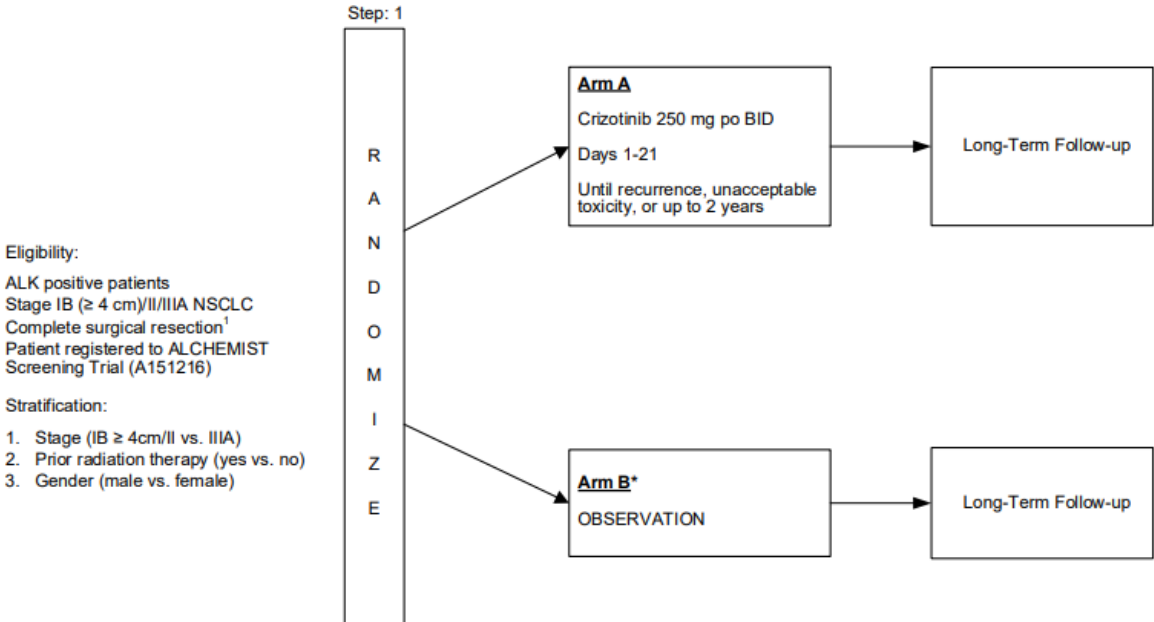 Step: 1
Eligibility:
ALK positive patients
Stage IB (≥ 4 cm)/II/IIIA NSCLC
Complete surgical resection¹
Patient registered to ALCHEMIST
Screening Trial (A151216)
Stratification:
1. Stage (IB ≥ 4cm/II vs. IIIA)
2. Prior radiation therapy (yes vs. no)
3. Gender (male vs. female)
R
A
N
D
O
M
I
Z
E
Arm A
Crizotinib 250 mg po BID
Days 1-21
Until recurrence, unacceptable
toxicity, or up to 2 years
Long-Term Follow-up
Arm B*
OBSERVATION
Long-Term Follow-up